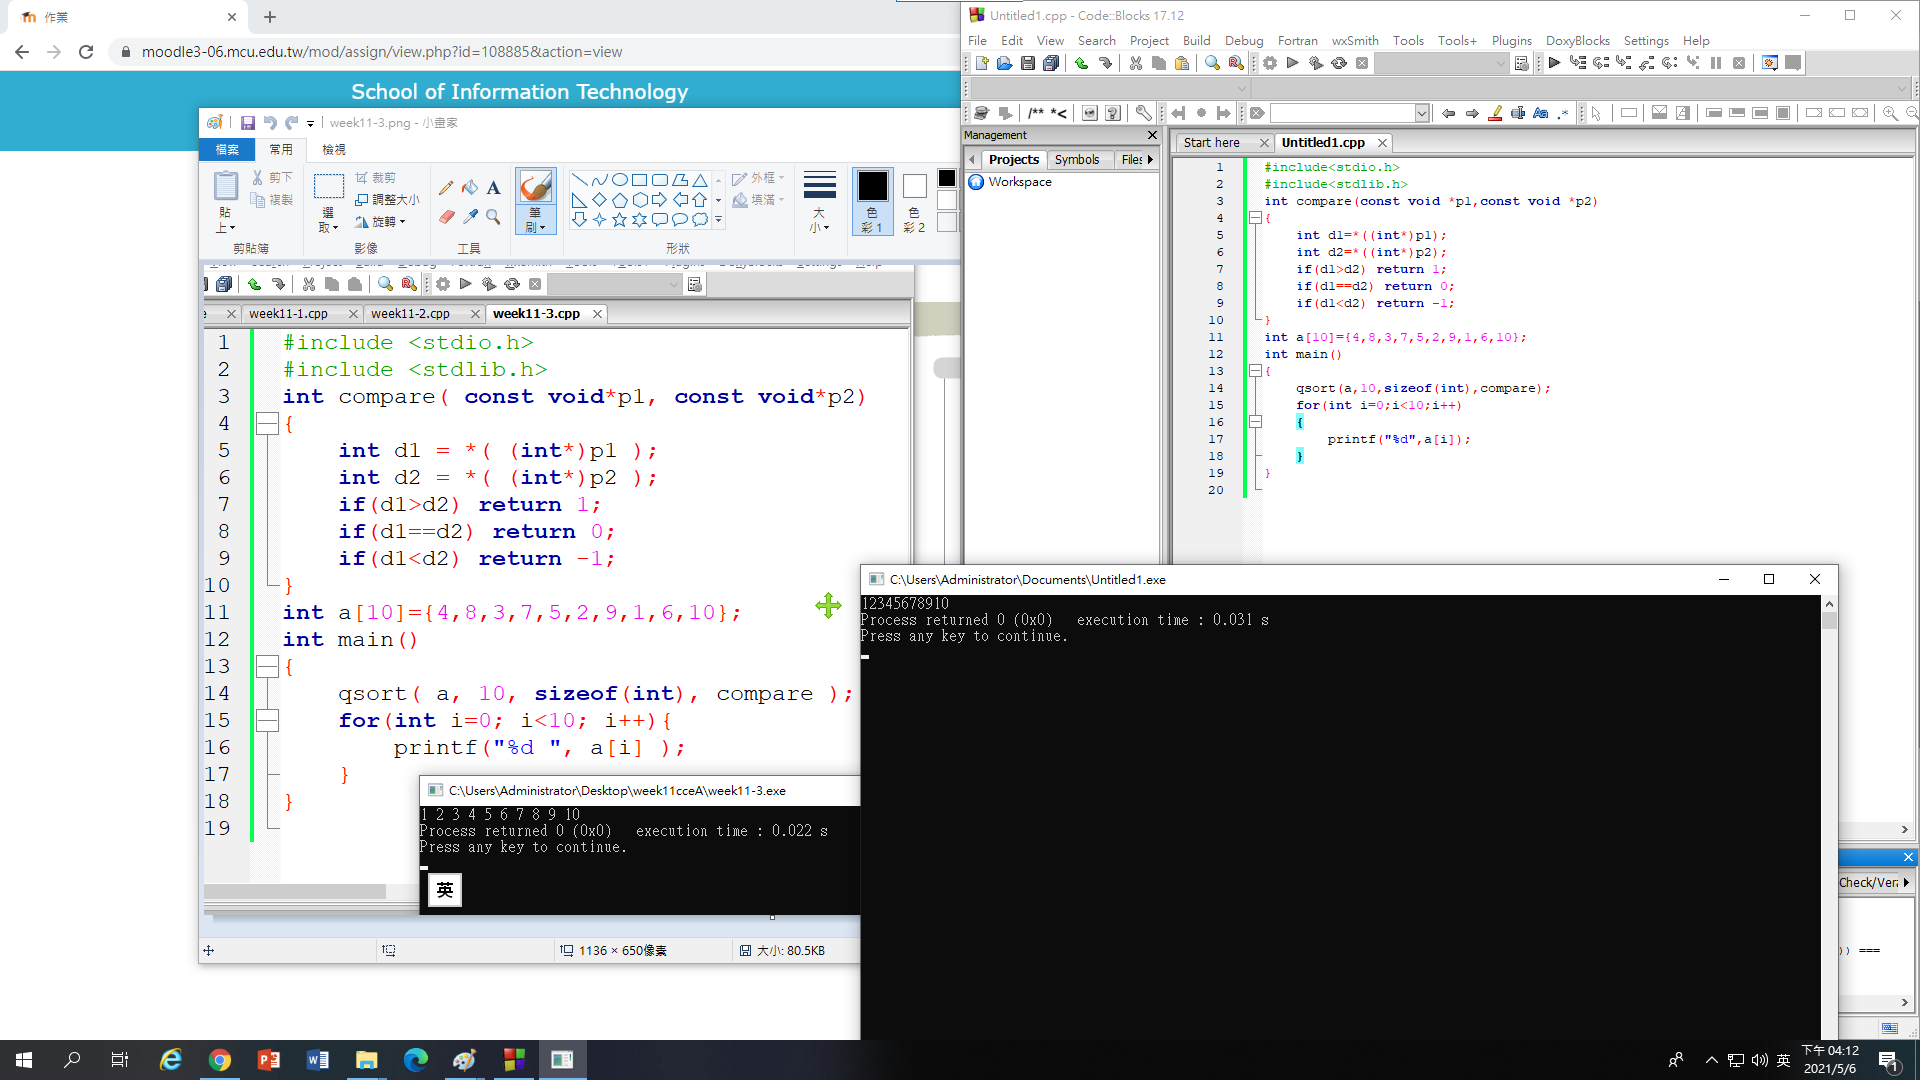 作業
moodle3-06.mcu.edu.tw/mod/assign/view.php?id=108885&action=view
School of Information Technology
week11-3.png - 小畫家
檔案 常用 檢視
貼上
剪下
複製
剪貼簿
選取
裁剪
調整大小
旋轉
影像
工具
筆刷
外框
填滿
形狀
大小
色彩 1
色彩 2
week11-1.cpp week11-2.cpp week11-3.cpp
1 #include <stdio.h>
2 #include <stdlib.h>
3 int compare( const void*p1, const void*p2)
4 {
5 int d1 = *( (int*)p1 );
6 int d2 = *( (int*)p2 );
7 if(d1>d2) return 1;
8 if(d1==d2) return 0;
9 if(d1<d2) return -1;
10 }
11 int a[10]={4,8,3,7,5,2,9,1,6,10};
12 int main()
13 {
14 qsort( a, 10, sizeof(int), compare );
15 for(int i=0; i<10; i++){
16 printf("%d ", a[i] );
17 }
18 }
19
C:\Users\Administrator\Desktop\week11cceA\week11-3.exe
1 2 3 4 5 6 7 8 9 10
Process returned 0 (0x0) execution time : 0.022 s
Press any key to continue.
英
1136 × 650像素
大小: 80.5KB
Untitled1.cpp - Code::Blocks 17.12
File Edit View Search Project Build Debug Fortran wxSmith Tools Tools+ Plugins DoxyBlocks Settings Help
Management
Projects Symbols Files
Workspace
Start here Untitled1.cpp
1 #include<stdio.h>
2 #include<stdlib.h>
3 int compare(const void *p1,const void *p2)
4 {
5 int d1=*((int*)p1);
6 int d2=*((int*)p2);
7 if(d1>d2) return 1;
8 if(d1==d2) return 0;
9 if(d1<d2) return -1;
10 }
11 int a[10]={4,8,3,7,5,2,9,1,6,10};
12 int main()
13 {
14 qsort(a,10,sizeof(int),compare);
15 for(int i=0;i<10;i++)
16 {
17 printf("%d",a[i]);
18 }
19 }
20
C:\Users\Administrator\Documents\Untitled1.exe
12345678910
Process returned 0 (0x0) execution time : 0.031 s
Press any key to continue.
Check/Vera
)) ===
英
下午 04:12
2021/5/6
1